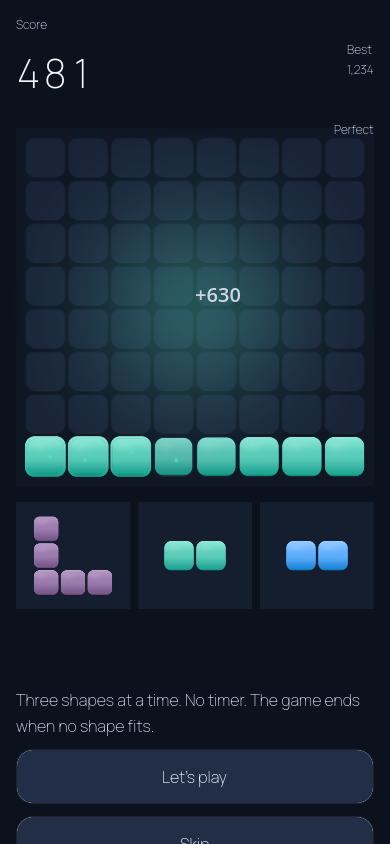 Score
481
Best
1,234
Perfect
+630
Three shapes at a time. No timer. The game ends
when no shape fits.
Let's play
Skip